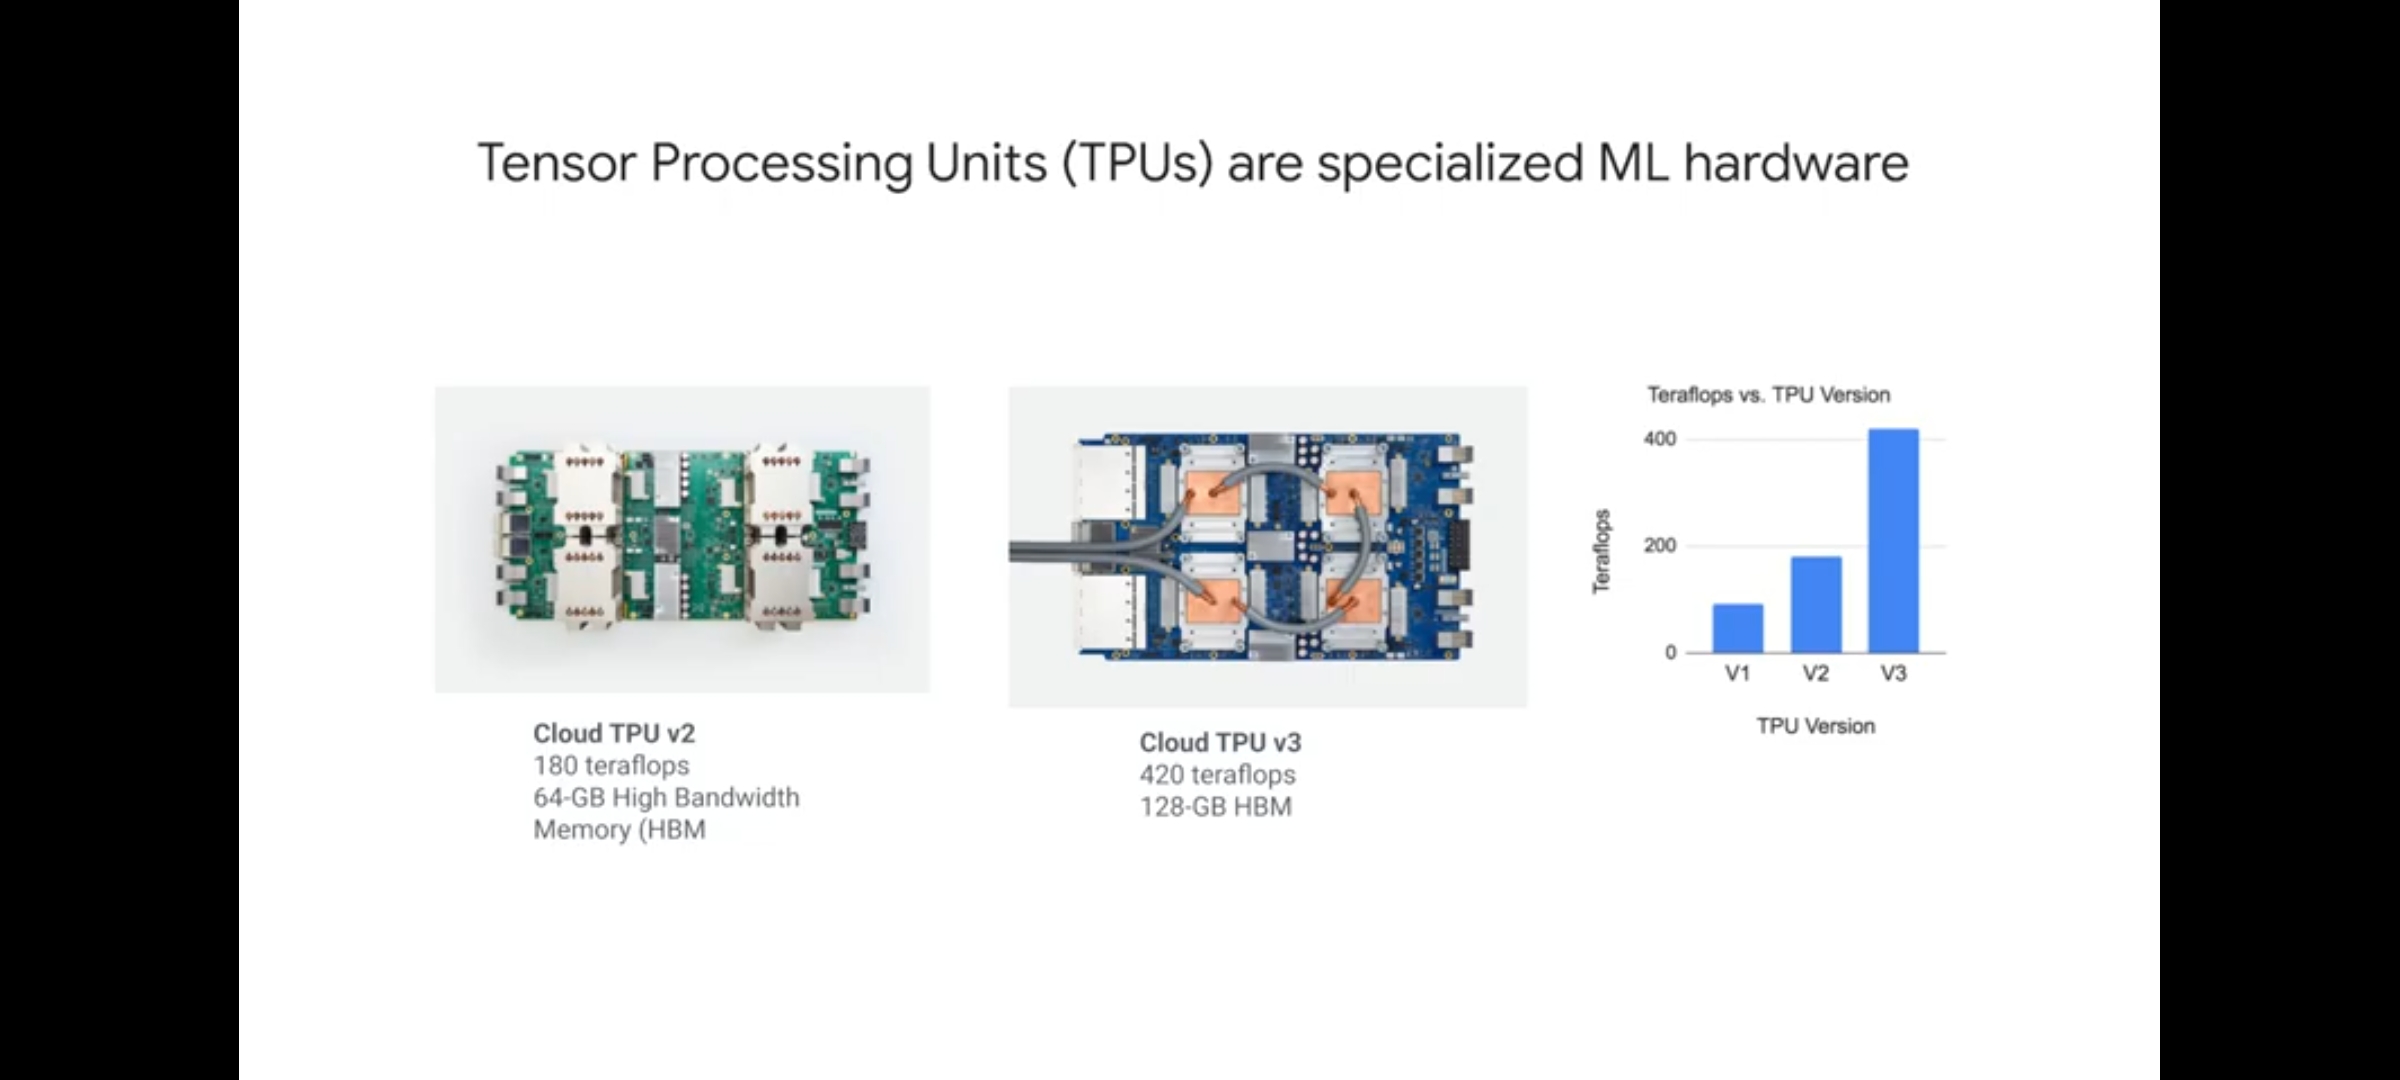 Tensor Processing Units (TPUs) are specialized ML hardware
Cloud TPU v2
180 teraflops
64-GB High Bandwidth
Memory (HBM
Cloud TPU v3
420 teraflops
128-GB HBM
Teraflops vs. TPU Version
400
200
0
Teraflops
V1 V2 V3
TPU Version